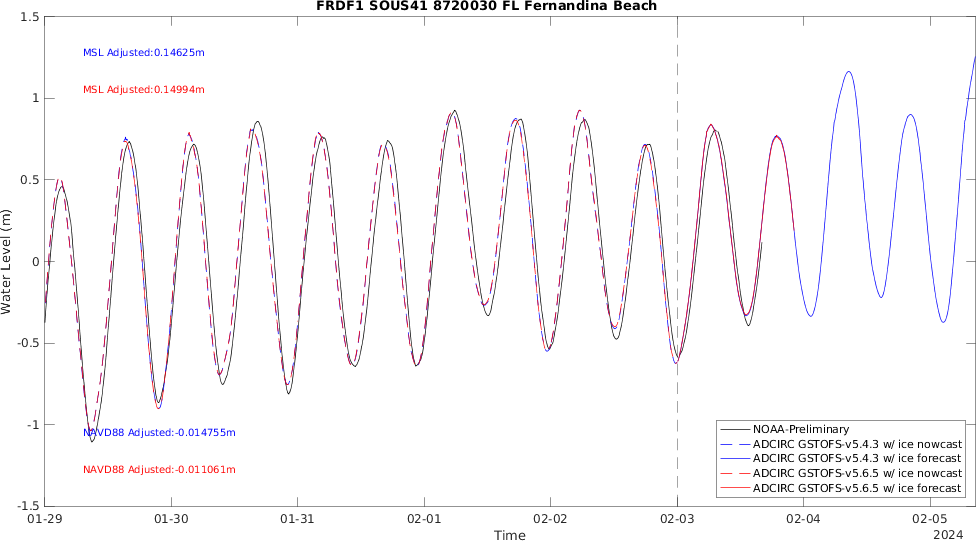 FRDF1 SOUS41 8720030 FL Fernandina Beach
1.5
MSL Adjusted:0.14625m
MSL Adjusted:0.14994m
1
0.5
0
-0.5
-1
-1.5
Water Level (m)
NAVD88 Adjusted:-0.014755m
NAVD88 Adjusted:-0.011061m
NOAA-Preliminary
ADCIRC GSTOFS-v5.4.3 w/ ice nowcast
ADCIRC GSTOFS-v5.4.3 w/ ice forecast
ADCIRC GSTOFS-v5.6.5 w/ ice nowcast
ADCIRC GSTOFS-v5.6.5 w/ ice forecast
01-29 01-30 01-31 02-01 02-02 02-03 02-04 02-05
Time
2024